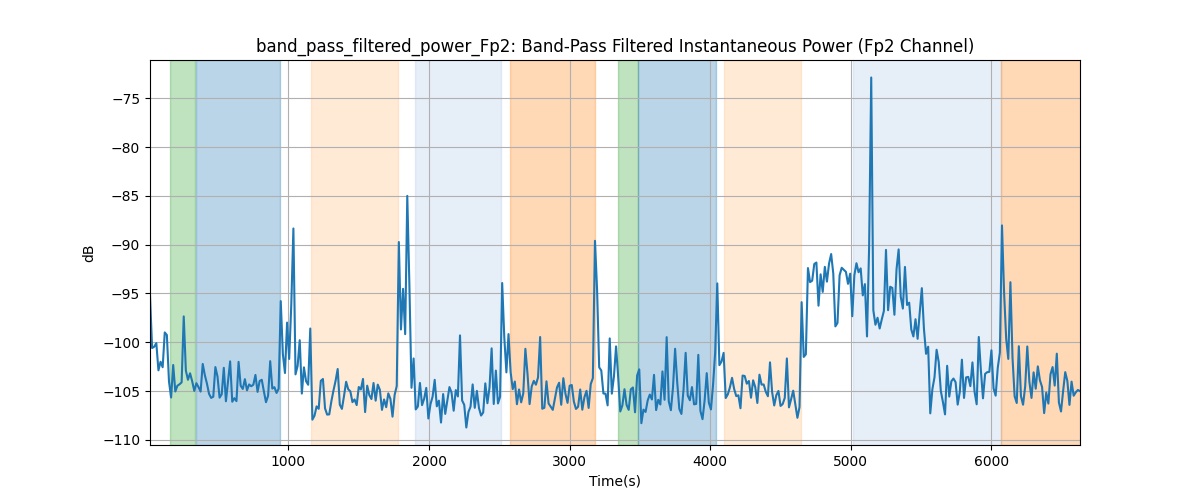 band_pass_filtered_power_Fp2: Band-Pass Filtered Instantaneous Power (Fp2 Channel)
−75
−80
−85
−90
−95
−100
−105
−110
dB
1000 2000 3000 4000 5000 6000
Time(s)